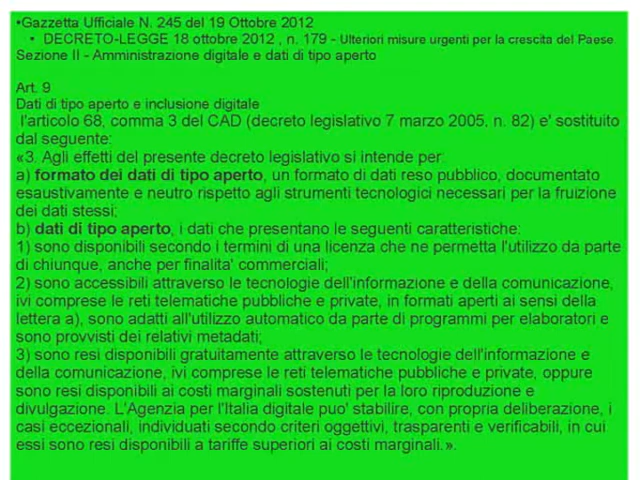 •Gazzetta Ufficiale N. 245 del 19 Ottobre 2012
• DECRETO-LEGGE 18 ottobre 2012 , n. 179 - Ulteriori misure urgenti per la crescita del Paese.
Sezione II - Amministrazione digitale e dati di tipo aperto
Art. 9
Dati di tipo aperto e inclusione digitale
l'articolo 68, comma 3 del CAD (decreto legislativo 7 marzo 2005, n. 82) e' sostituito
dal seguente:
«3. Agli effetti del presente decreto legislativo si intende per:
a) formato dei dati di tipo aperto, un formato di dati reso pubblico, documentato
esaustivamente e neutro rispetto agli strumenti tecnologici necessari per la fruizione
dei dati stessi;
b) dati di tipo aperto, i dati che presentano le seguenti caratteristiche:
1) sono disponibili secondo i termini di una licenza che ne permetta l'utilizzo da parte
di chiunque, anche per finalita' commerciali;
2) sono accessibili attraverso le tecnologie dell'informazione e della comunicazione,
ivi comprese le reti telematiche pubbliche e private, in formati aperti ai sensi della
lettera a), sono adatti all'utilizzo automatico da parte di programmi per elaboratori e
sono provvisti dei relativi metadati;
3) sono resi disponibili gratuitamente attraverso le tecnologie dell'informazione e
della comunicazione, ivi comprese le reti telematiche pubbliche e private, oppure
sono resi disponibili ai costi marginali sostenuti per la loro riproduzione e
divulgazione. L'Agenzia per l'Italia digitale puo' stabilire, con propria deliberazione, i
casi eccezionali, individuati secondo criteri oggettivi, trasparenti e verificabili, in cui
essi sono resi disponibili a tariffe superiori ai costi marginali.».